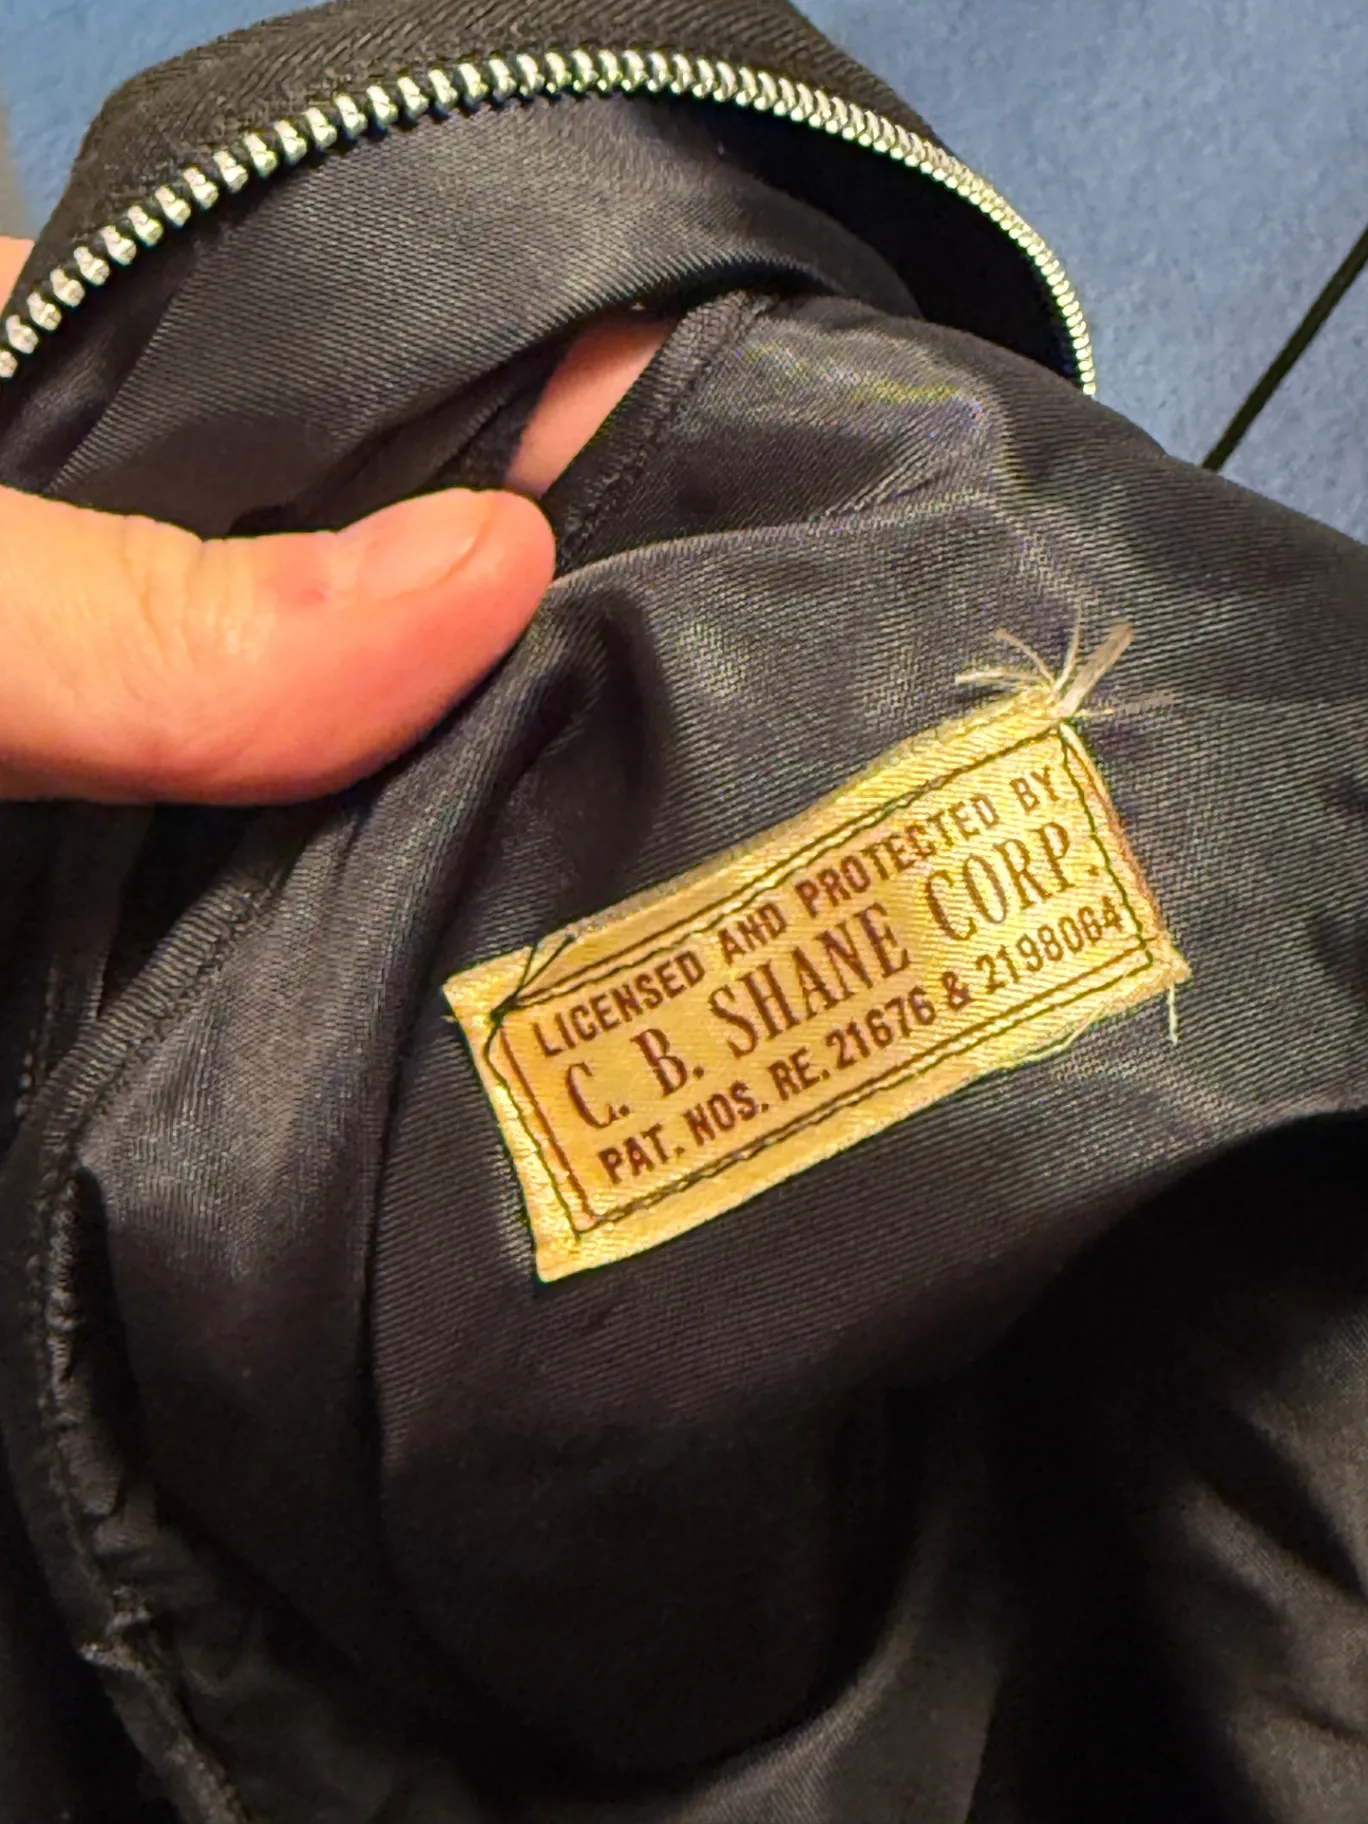 LICENSED AND PROTECTED BY
C. B. SHANE CORP.
PAT. NOS. RE. 21676 & 2198064